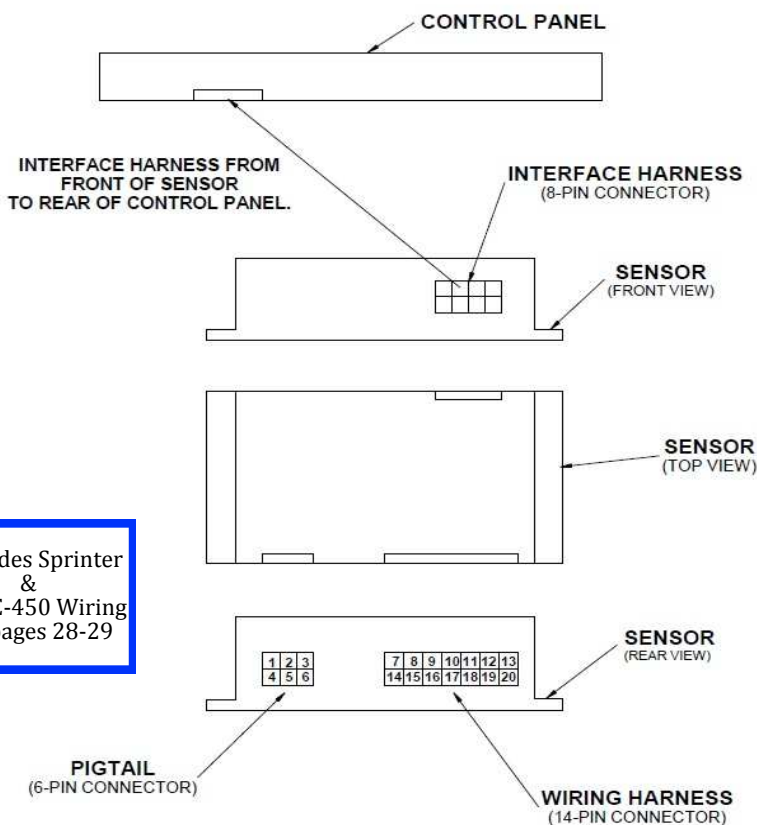 CONTROL PANEL
INTERFACE HARNESS FROM
FRONT OF SENSOR
TO REAR OF CONTROL PANEL.
INTERFACE HARNESS
(8-PIN CONNECTOR)
SENSOR
(FRONT VIEW)
SENSOR
(TOP VIEW)
Sprinter
&
Wiring
28-29
SENSOR
(REAR VIEW)
1 2 3
4 5 6
7 8 9 10 11 12 13
14 15 16 17 18 19 20
PIGTAIL
(6-PIN CONNECTOR)
WIRING HARNESS
(14-PIN CONNECTOR)